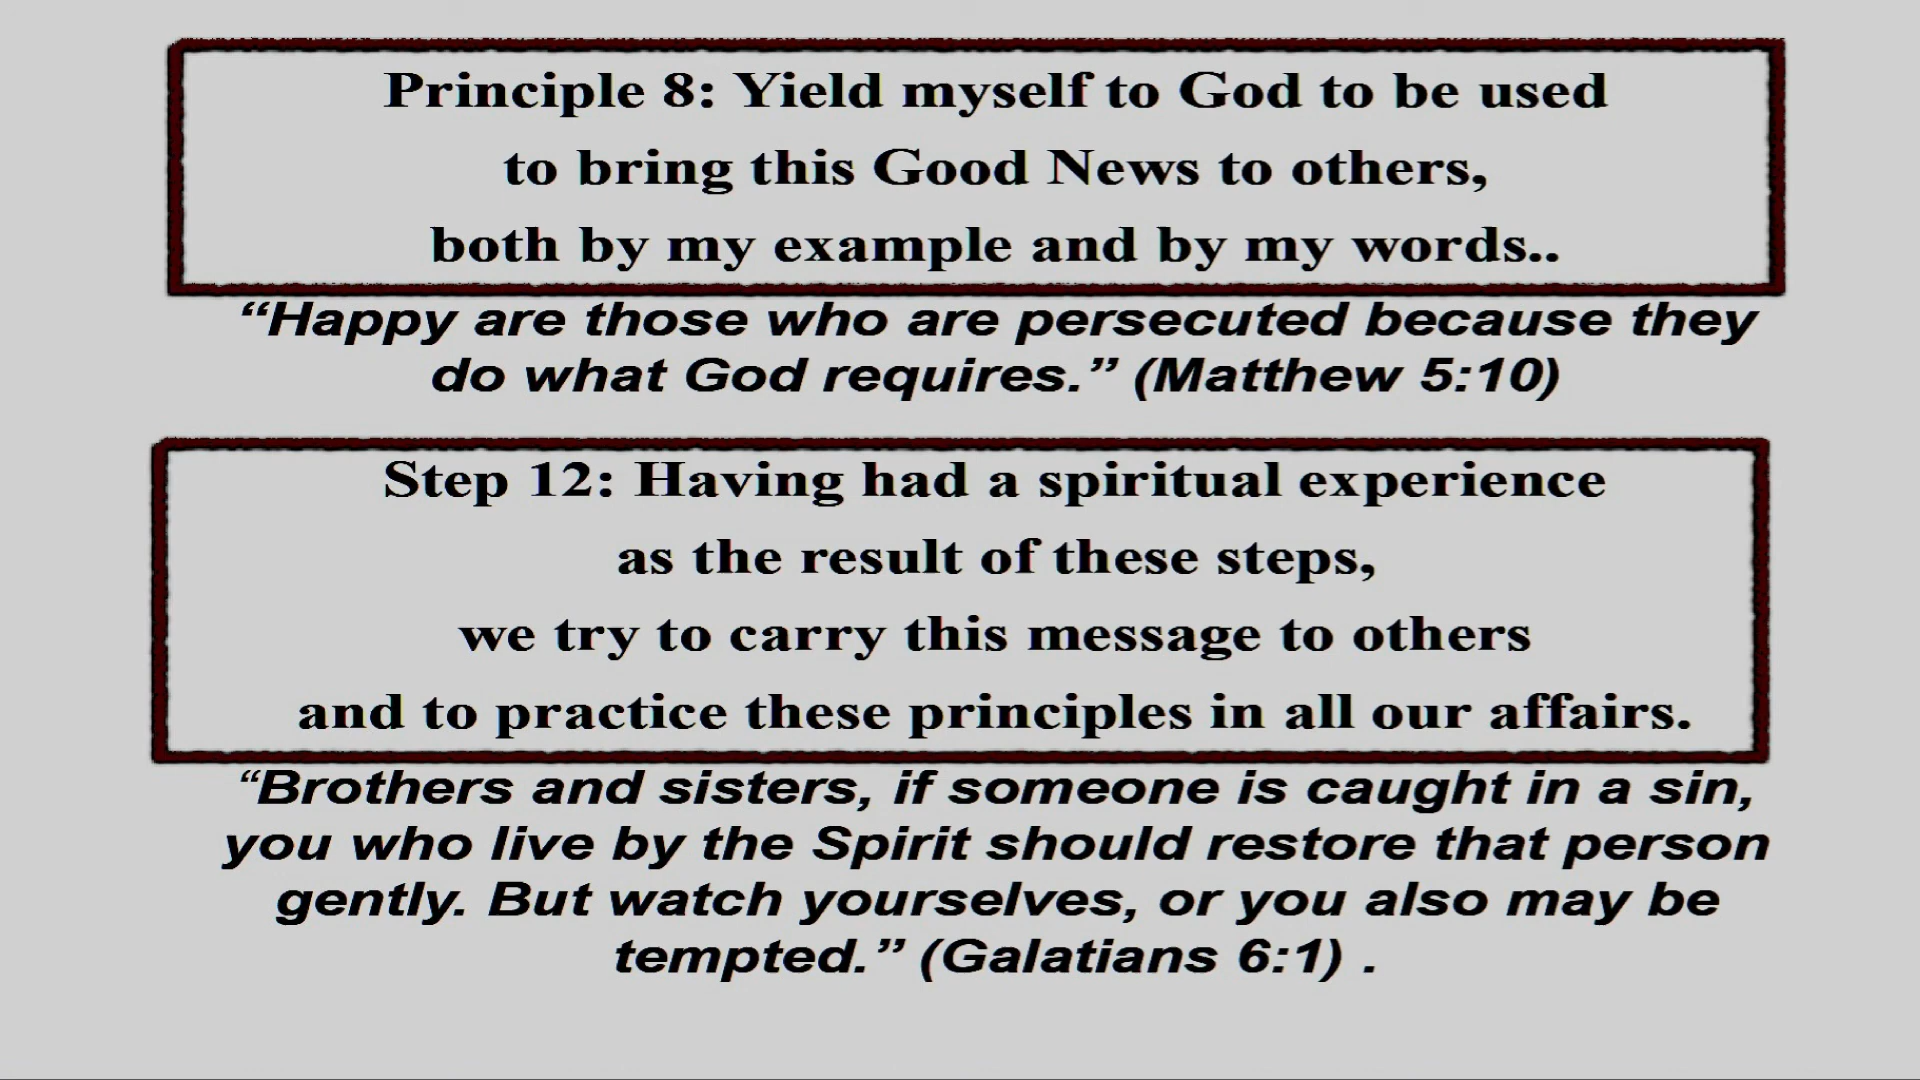 Principle 8: Yield myself to God to be used
to bring this Good News to others,
both by my example and by my words..
“Happy are those who are persecuted because they
do what God requires.” (Matthew 5:10)
Step 12: Having had a spiritual experience
as the result of these steps,
we try to carry this message to others
and to practice these principles in all our affairs.
“Brothers and sisters, if someone is caught in a sin,
you who live by the Spirit should restore that person
gently. But watch yourselves, or you also may be
tempted.” (Galatians 6:1) .